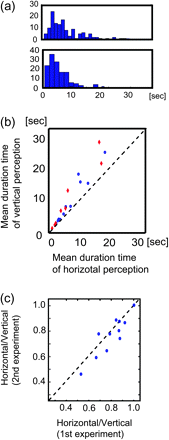 (a)
30
20
10
0
0 10 20 30 [sec]
40
20
0
0 10 20 30 [sec]
(b)
[sec]
30
20
10
0
0 10 20 30 [sec]
Mean duration time
of vertical perception
Mean duration time
of horizotal perception
(c)
1.0
0.8
0.6
0.4
0.4 0.6 0.8 1.0
Horizontal/Vertical
(2nd experiment)
Horizontal/Vertical
(1st experiment)